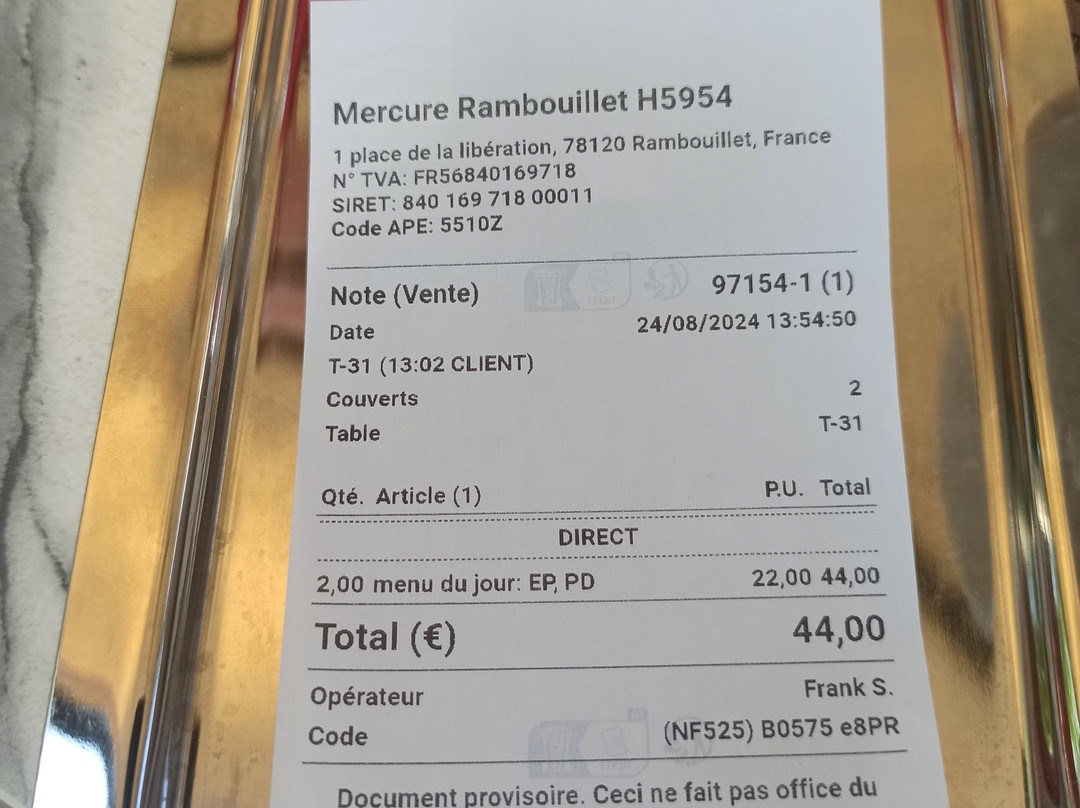 Mercure Rambouillet H5954
1 place de la libération, 78120 Rambouillet, France
N° TVA: FR56840169718
SIRET: 840 169 718 00011
Code APE: 5510Z
Note (Vente) 97154-1 (1)
Date 24/08/2024 13:54:50
T-31 (13:02 CLIENT)
Couverts 2
Table T-31
Qté. Article (1) P.U. Total
DIRECT
2,00 menu du jour: EP, PD 22,00 44,00
Total (€) 44,00
Opérateur Frank S.
Code (NF525) B0575 e8PR
Document provisoire. Ceci ne fait pas office du